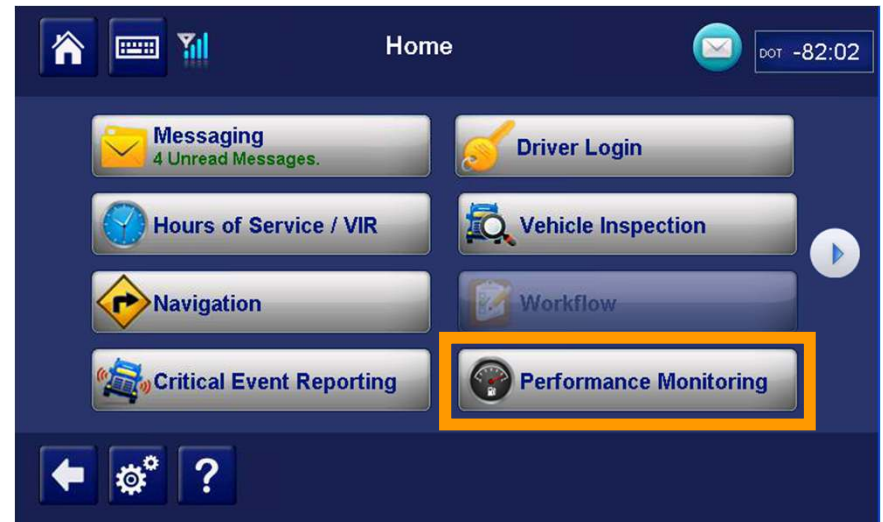 Home
DOT -82:02
Messaging
4 Unread Messages.
Driver Login
Hours of Service / VIR
Vehicle Inspection
Navigation
Workflow
Critical Event Reporting
Performance Monitoring
?